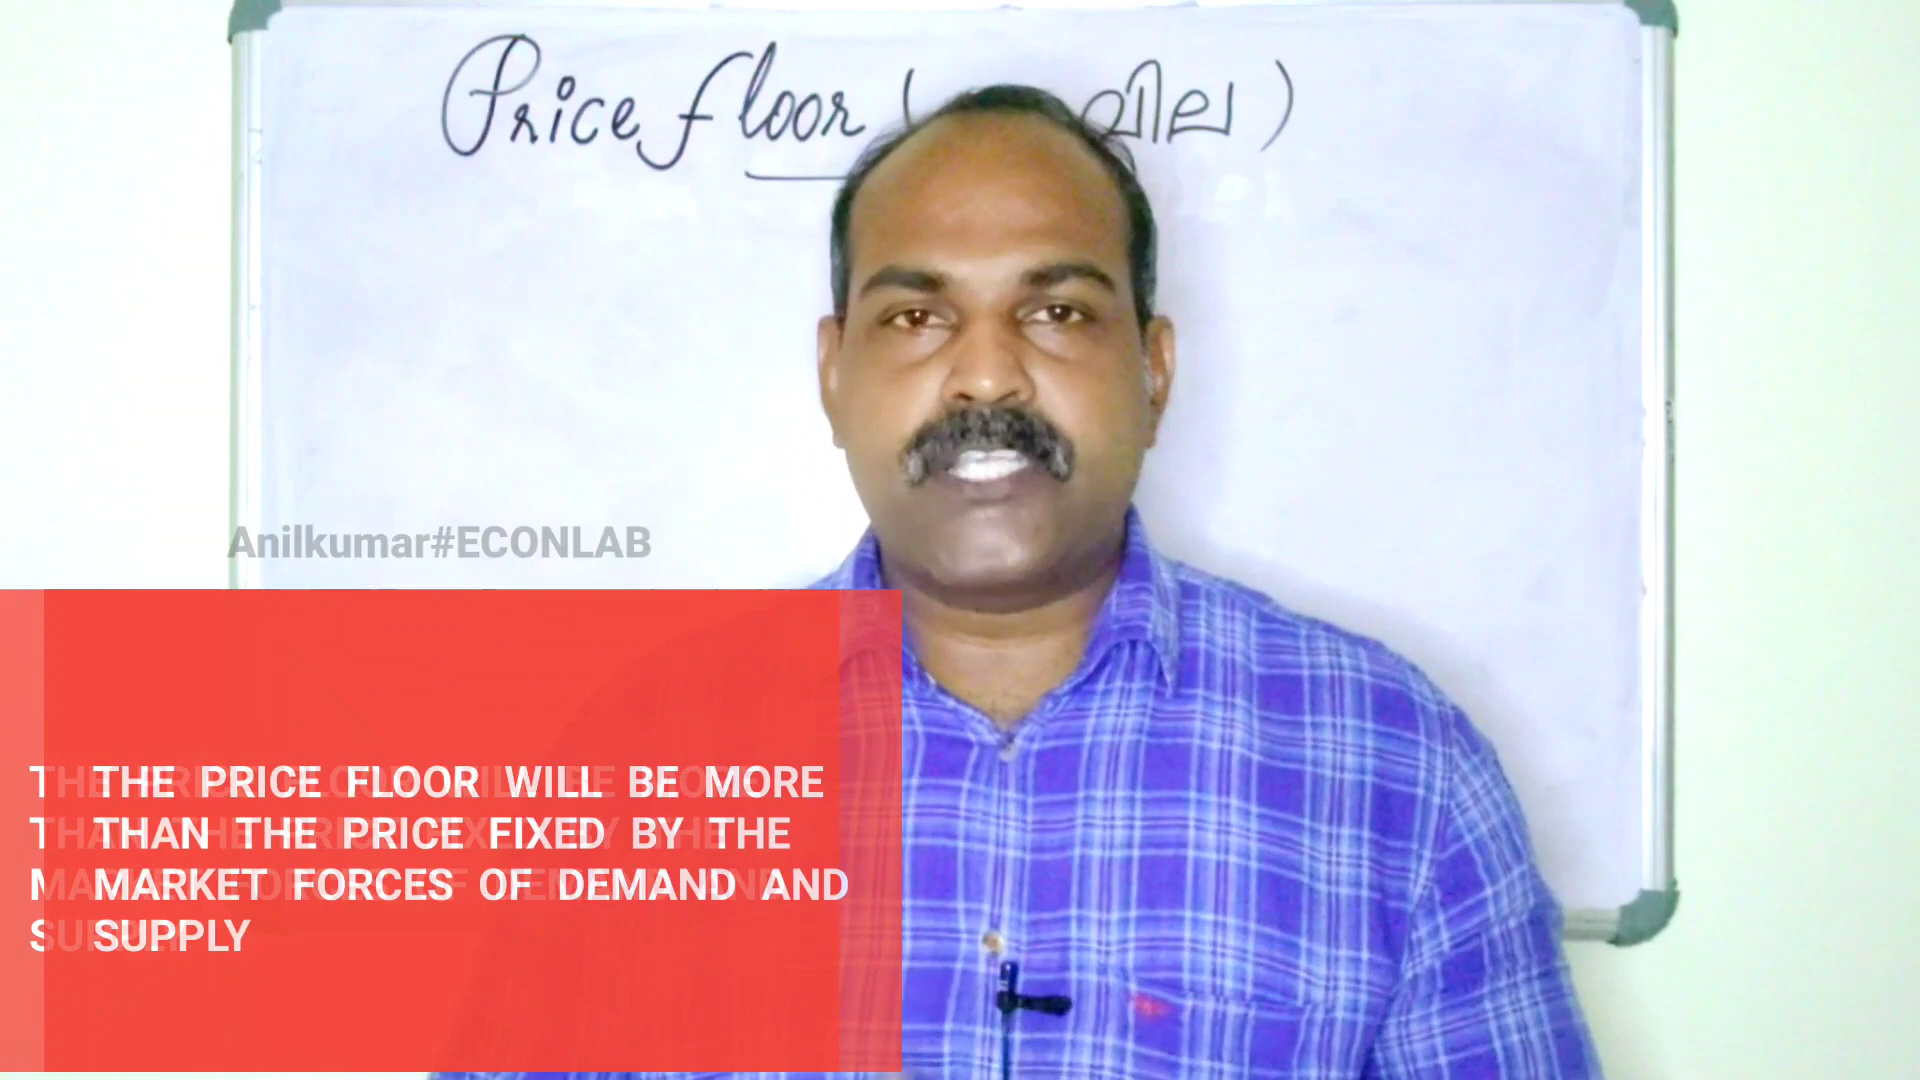 Price floor ( വില )
Anilkumar#ECONLAB
THE PRICE FLOOR WILL BE MORE
THAN THE PRICE FIXED BY THE
MARKET FORCES OF DEMAND AND
SUPPLY